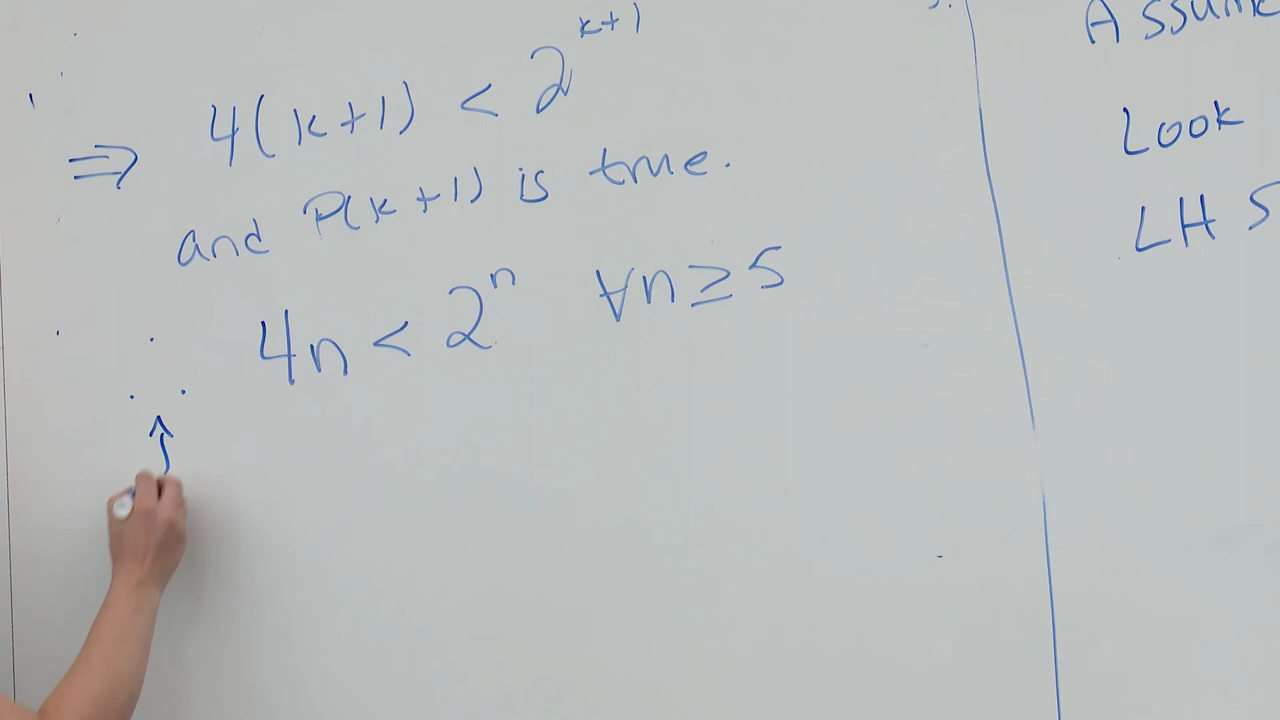 ⇒ 4(k+1) < 2^{k+1}
and P(k+1) is true.
∴ 4n < 2^n ∀n ≥ 5
↑
Assume
Look
LHS